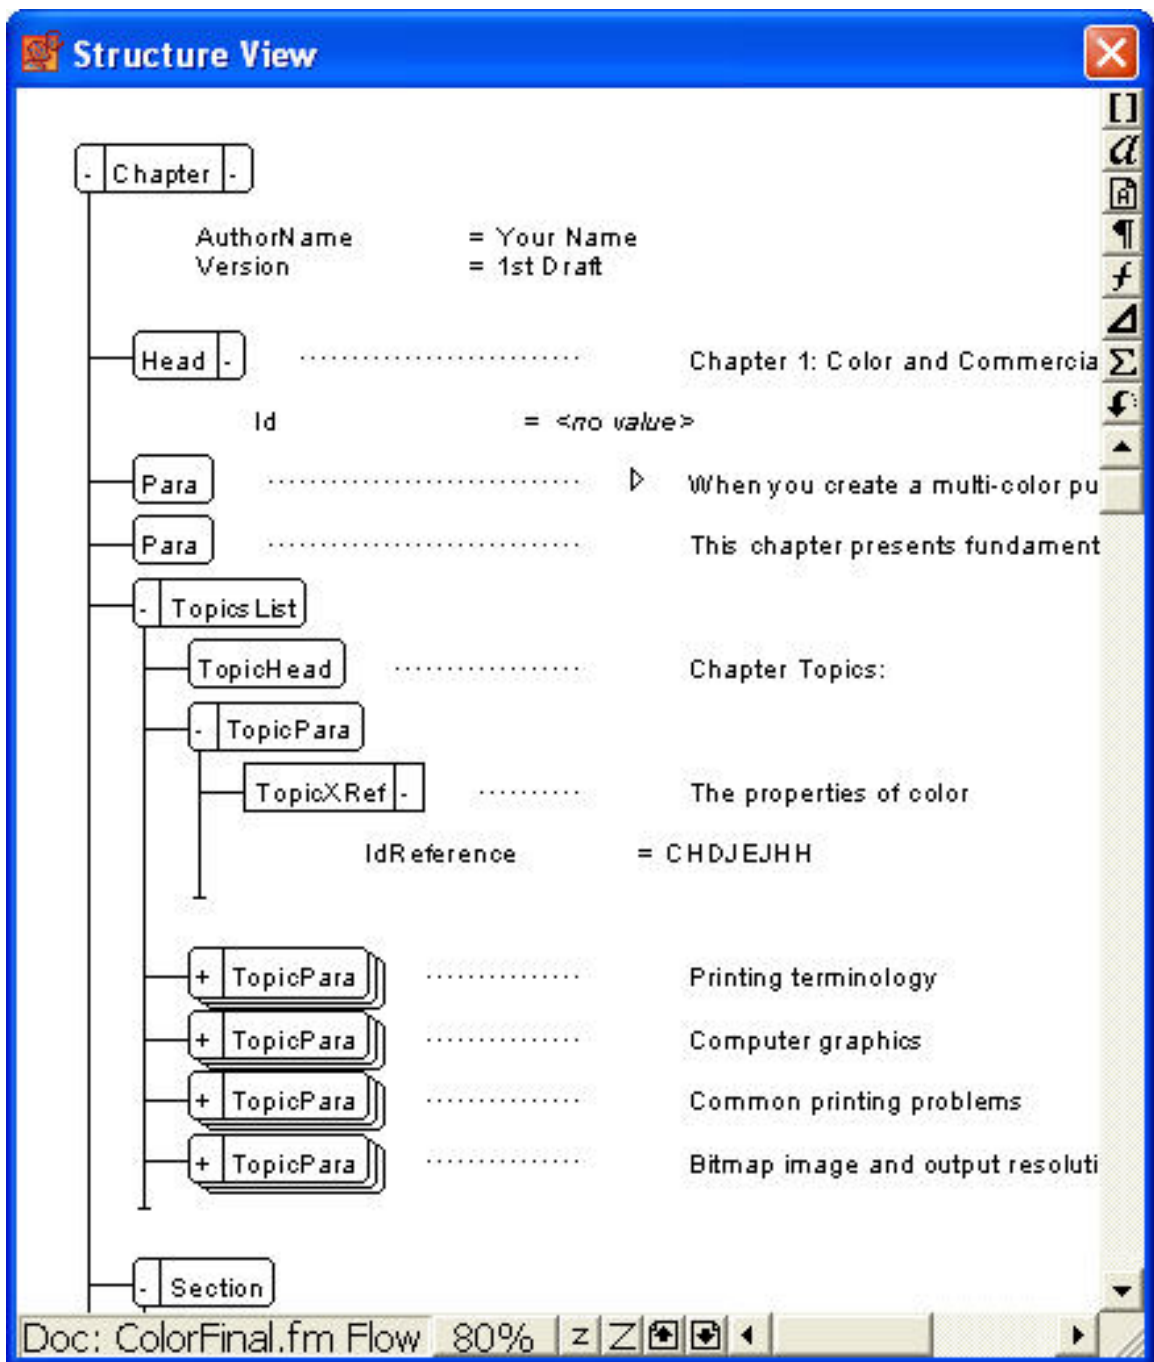 Structure View
- Chapter -
AuthorName = Your Name
Version = 1st Draft
Head - Chapter 1: Color and Commercia
Id = <no value>
Para When you create a multi-color pu
Para This chapter presents fundament
- TopicsList
TopicHead Chapter Topics:
- TopicPara
TopicXRef - The properties of color
IdReference = CHDJEJHH
+ TopicPara Printing terminology
+ TopicPara Computer graphics
+ TopicPara Common printing problems
+ TopicPara Bitmap image and output resoluti
- Section
Doc: ColorFinal.fm Flow 80% z Z